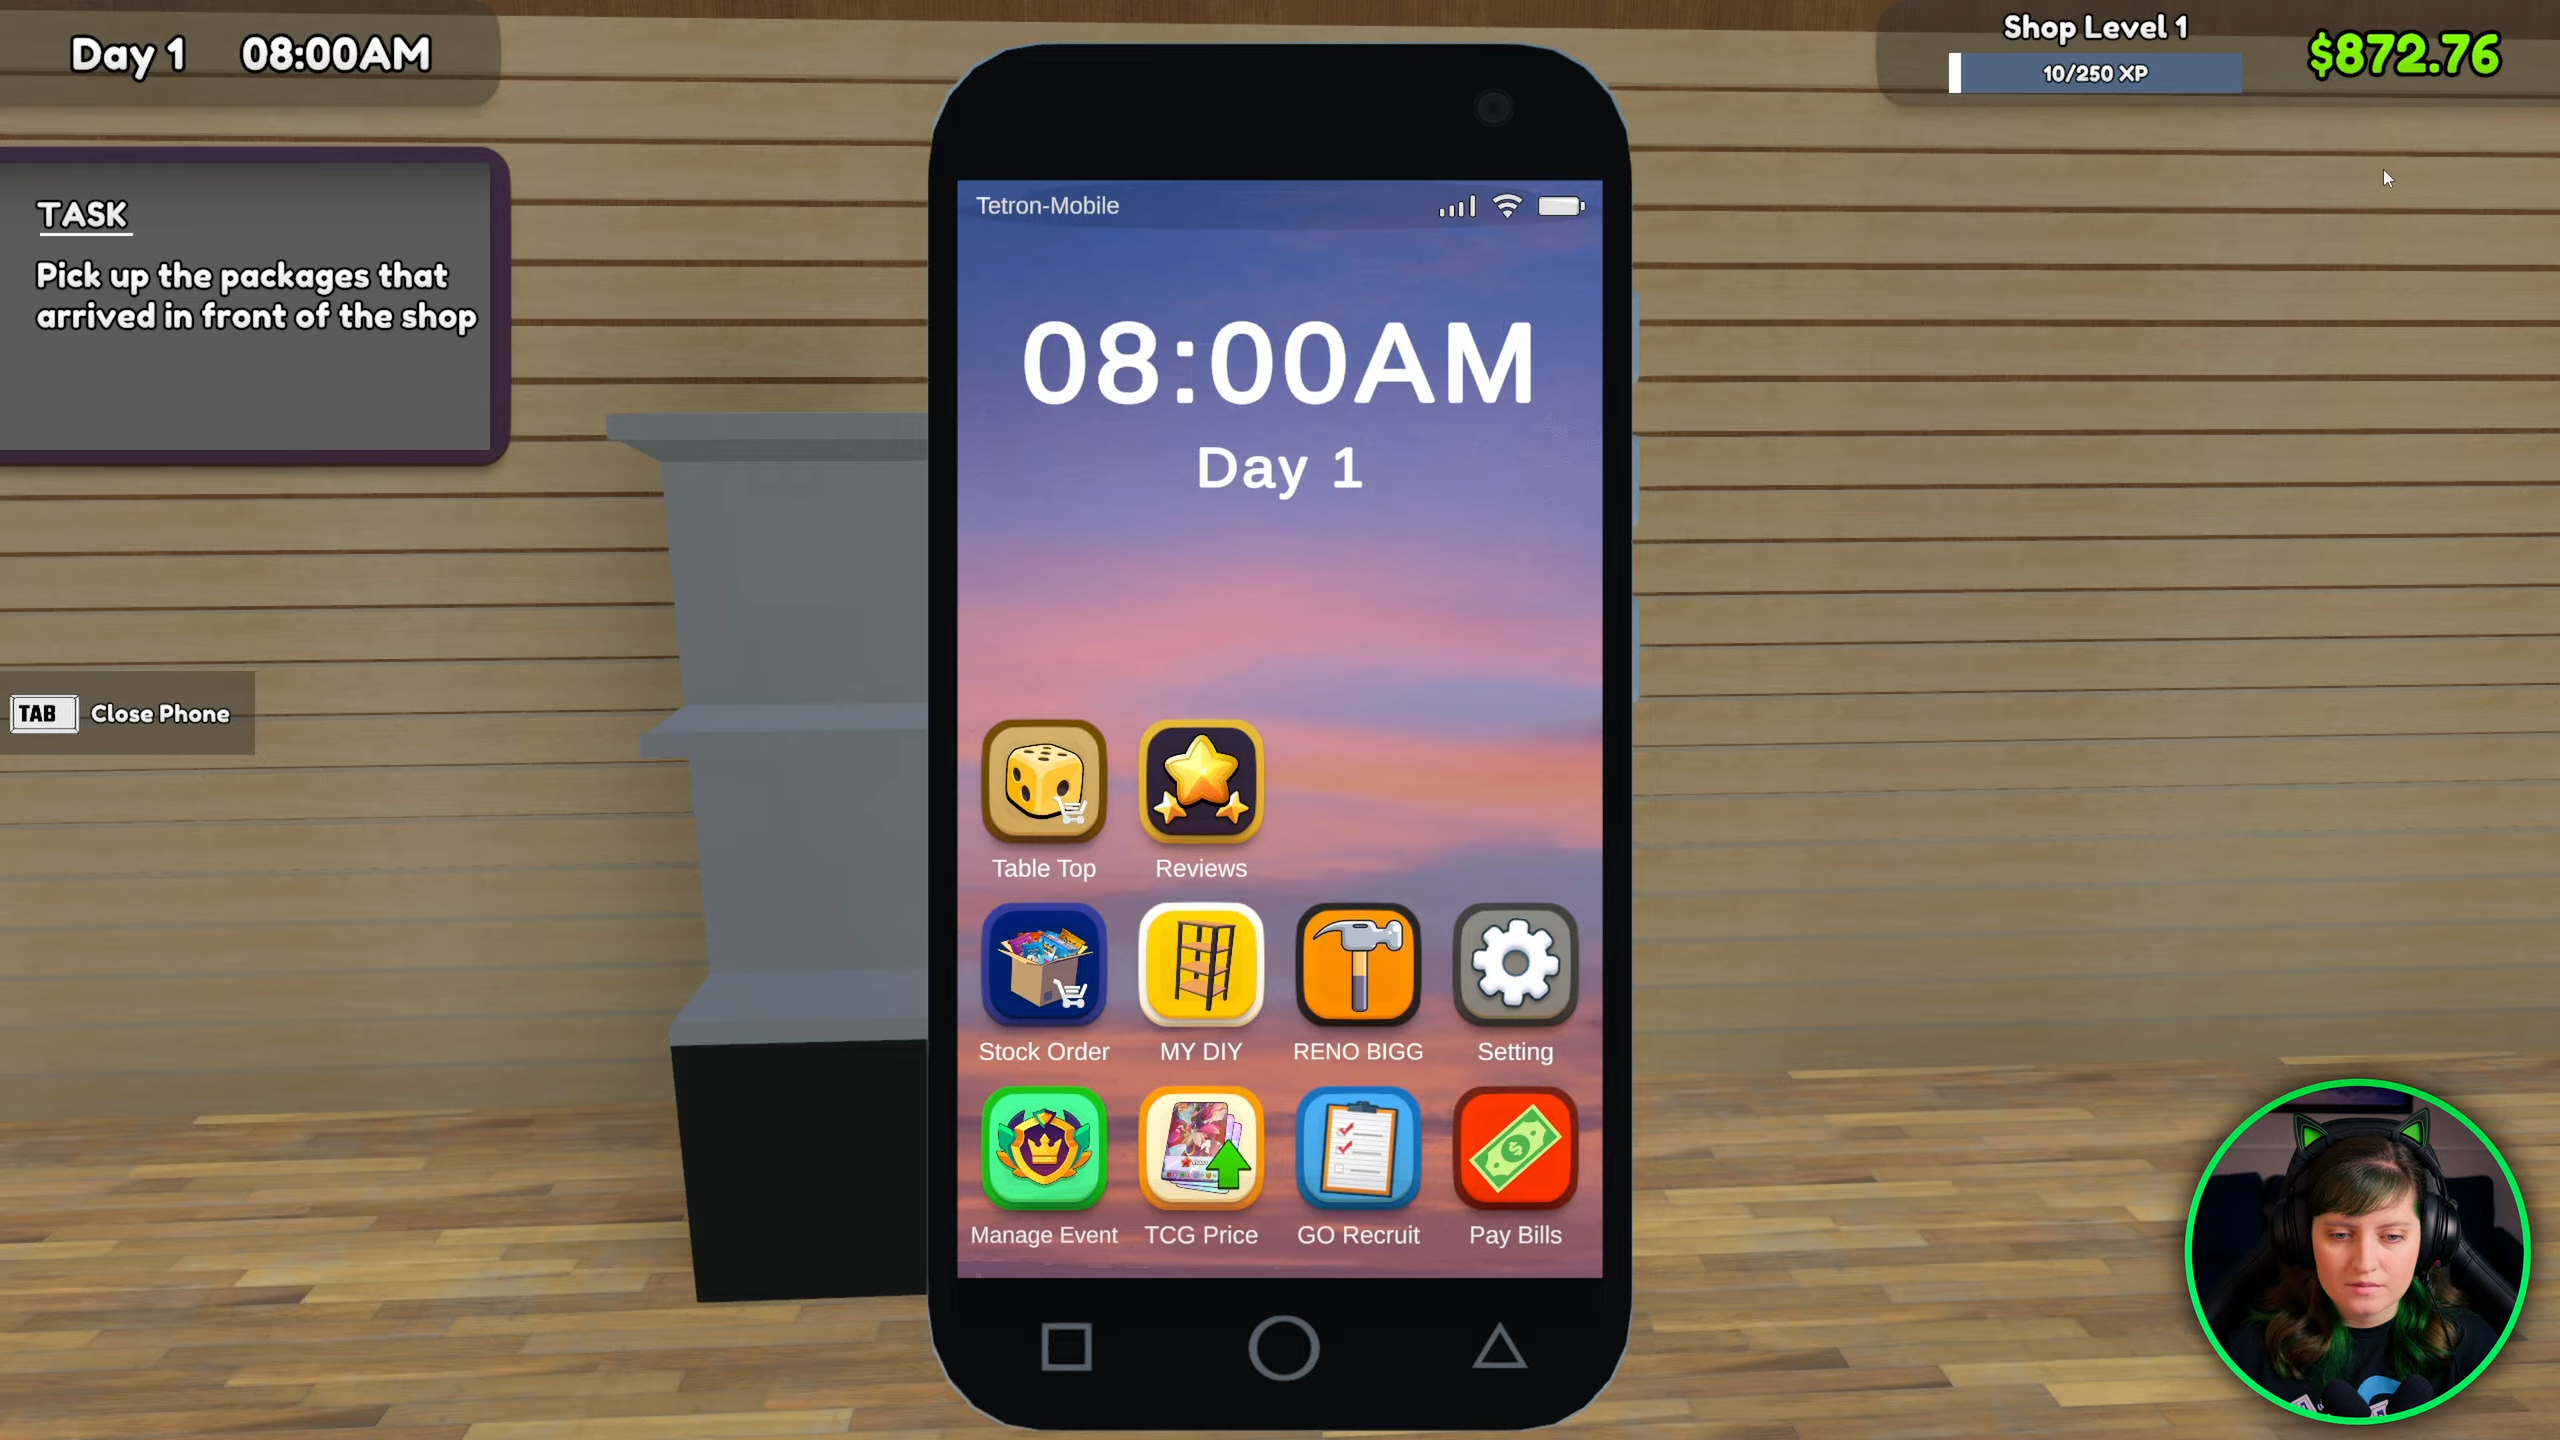 Day 1 08:00AM
Shop Level 1
10/250 XP
$872.76
TASK
Pick up the packages that
arrived in front of the shop
TAB Close Phone
Tetron-Mobile
08:00AM
Day 1
Table Top Reviews
Stock Order MY DIY RENO BIGG Setting
Manage Event TCG Price GO Recruit Pay Bills